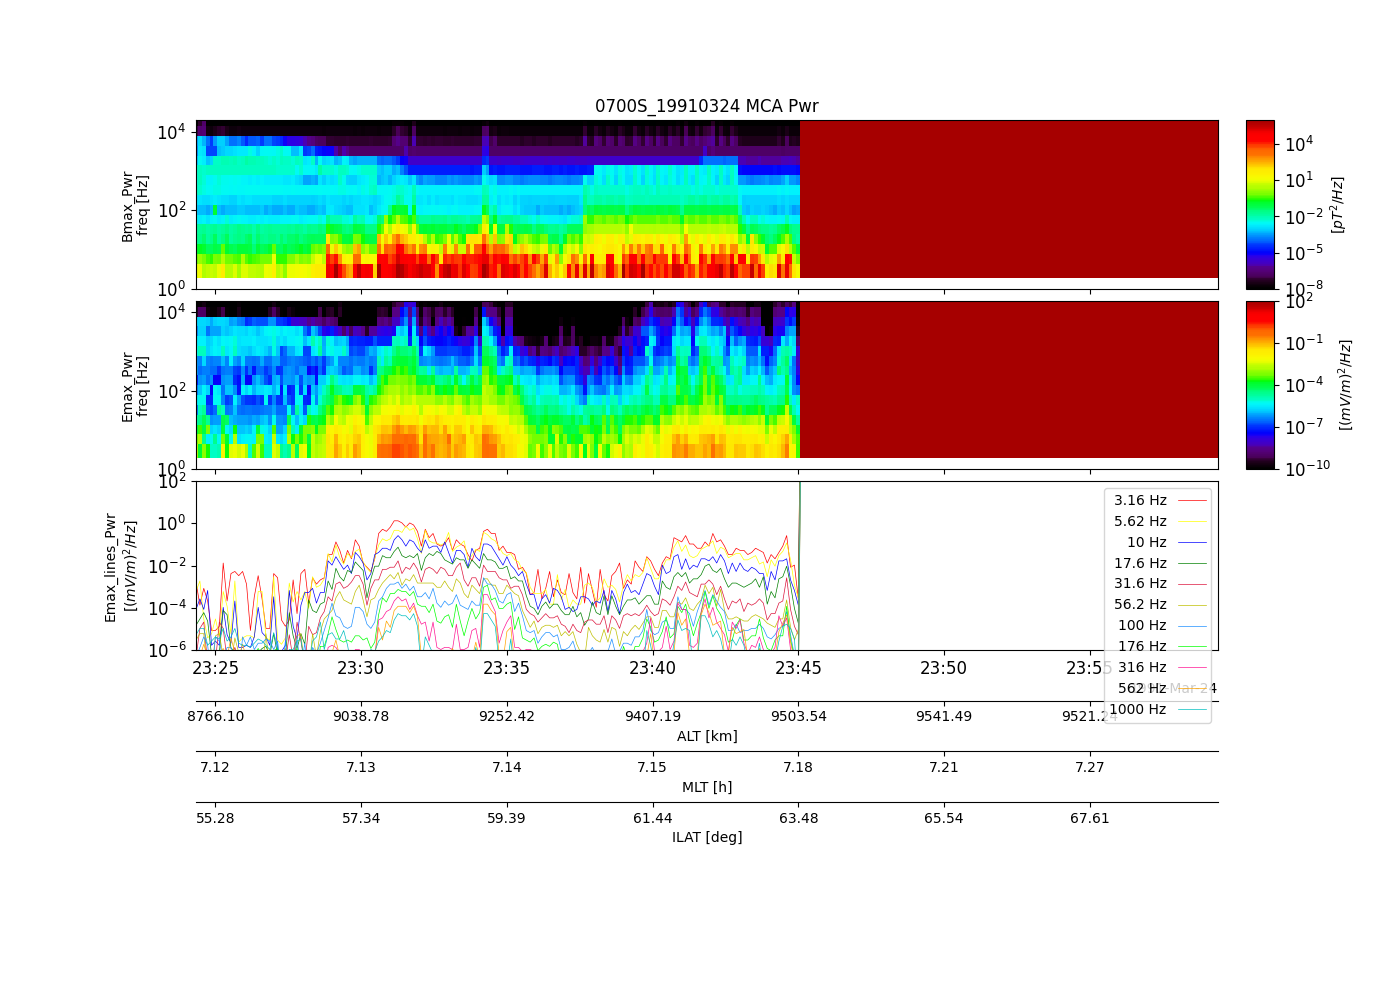 0700S_19910324 MCA Pwr
10^4
10^2
10^0
Bmax_Pwr
freq [Hz]
10^4
10^1
10^-2
10^-5
10^-8
[pT^2/Hz]
10^4
10^2
10^0
Emax_Pwr
freq [Hz]
10^2
10^-1
10^-4
10^-7
10^-10
[(mV/m)^2/Hz]
10^2
10^0
10^-2
10^-4
10^-6
Emax_lines_Pwr
[(mV/m)^2/Hz]
3.16 Hz
5.62 Hz
10 Hz
17.6 Hz
31.6 Hz
56.2 Hz
100 Hz
176 Hz
316 Hz
562 Hz
1000 Hz
23:25 23:30 23:35 23:40 23:45 23:50 23:55
-Mar 24
8766.10 9038.78 9252.42 9407.19 9503.54 9541.49 9521.24
ALT [km]
7.12 7.13 7.14 7.15 7.18 7.21 7.27
MLT [h]
55.28 57.34 59.39 61.44 63.48 65.54 67.61
ILAT [deg]